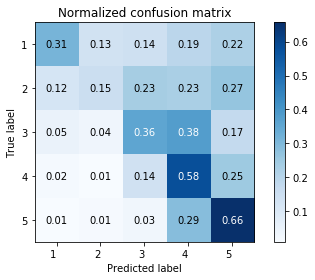 Normalized confusion matrix
1 0.31 0.13 0.14 0.19 0.22
2 0.12 0.15 0.23 0.23 0.27
3 0.05 0.04 0.36 0.38 0.17
4 0.02 0.01 0.14 0.58 0.25
5 0.01 0.01 0.03 0.29 0.66
1 2 3 4 5
True label
Predicted label
0.6
0.5
0.4
0.3
0.2
0.1